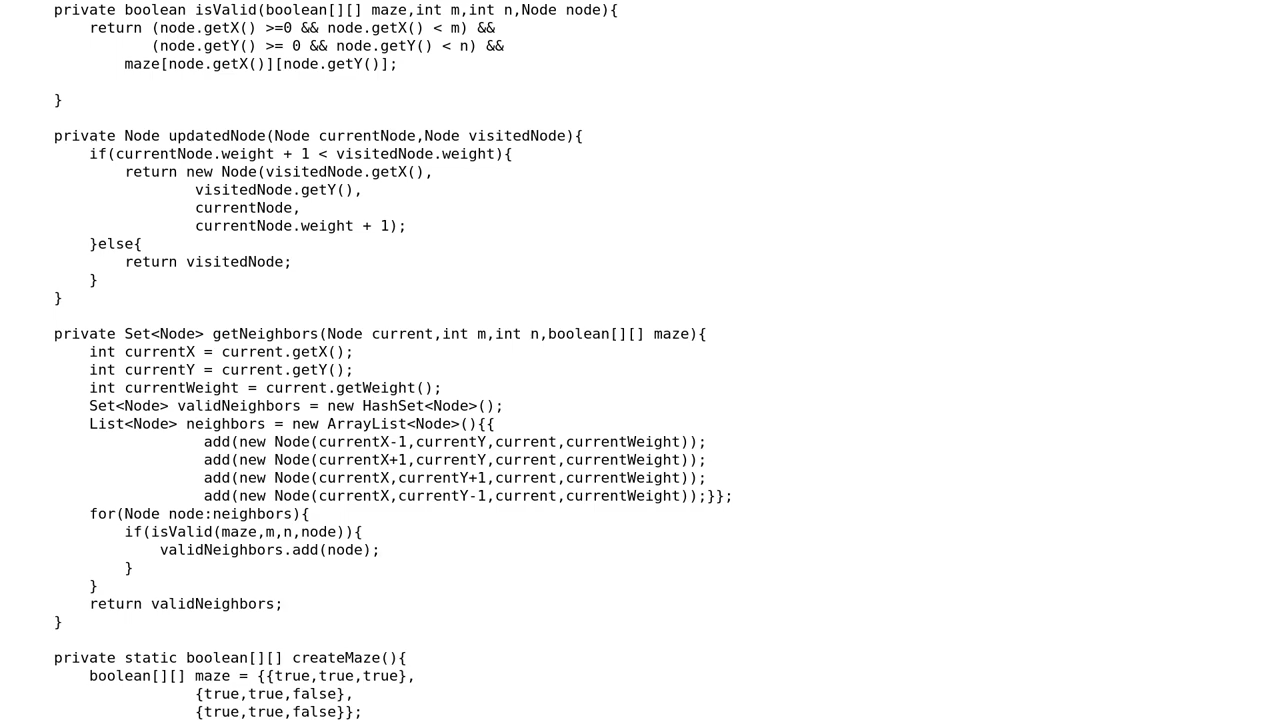 private boolean isValid(boolean[][] maze,int m,int n,Node node){
return (node.getX() >=0 && node.getX() < m) &&
(node.getY() >= 0 && node.getY() < n) &&
maze[node.getX()][node.getY()];
}
private Node updatedNode(Node currentNode,Node visitedNode){
if(currentNode.weight + 1 < visitedNode.weight){
return new Node(visitedNode.getX(),
visitedNode.getY(),
currentNode,
currentNode.weight + 1);
}else{
return visitedNode;
}
}
private Set<Node> getNeighbors(Node current,int m,int n,boolean[][] maze){
int currentX = current.getX();
int currentY = current.getY();
int currentWeight = current.getWeight();
Set<Node> validNeighbors = new HashSet<Node>();
List<Node> neighbors = new ArrayList<Node>(){{
add(new Node(currentX-1,currentY,current,currentWeight));
add(new Node(currentX+1,currentY,current,currentWeight));
add(new Node(currentX,currentY+1,current,currentWeight));
add(new Node(currentX,currentY-1,current,currentWeight));}};
for(Node node:neighbors){
if(isValid(maze,m,n,node)){
validNeighbors.add(node);
}
}
return validNeighbors;
}
private static boolean[][] createMaze(){
boolean[][] maze = {{true,true,true},
{true,true,false},
{true,true,false}};